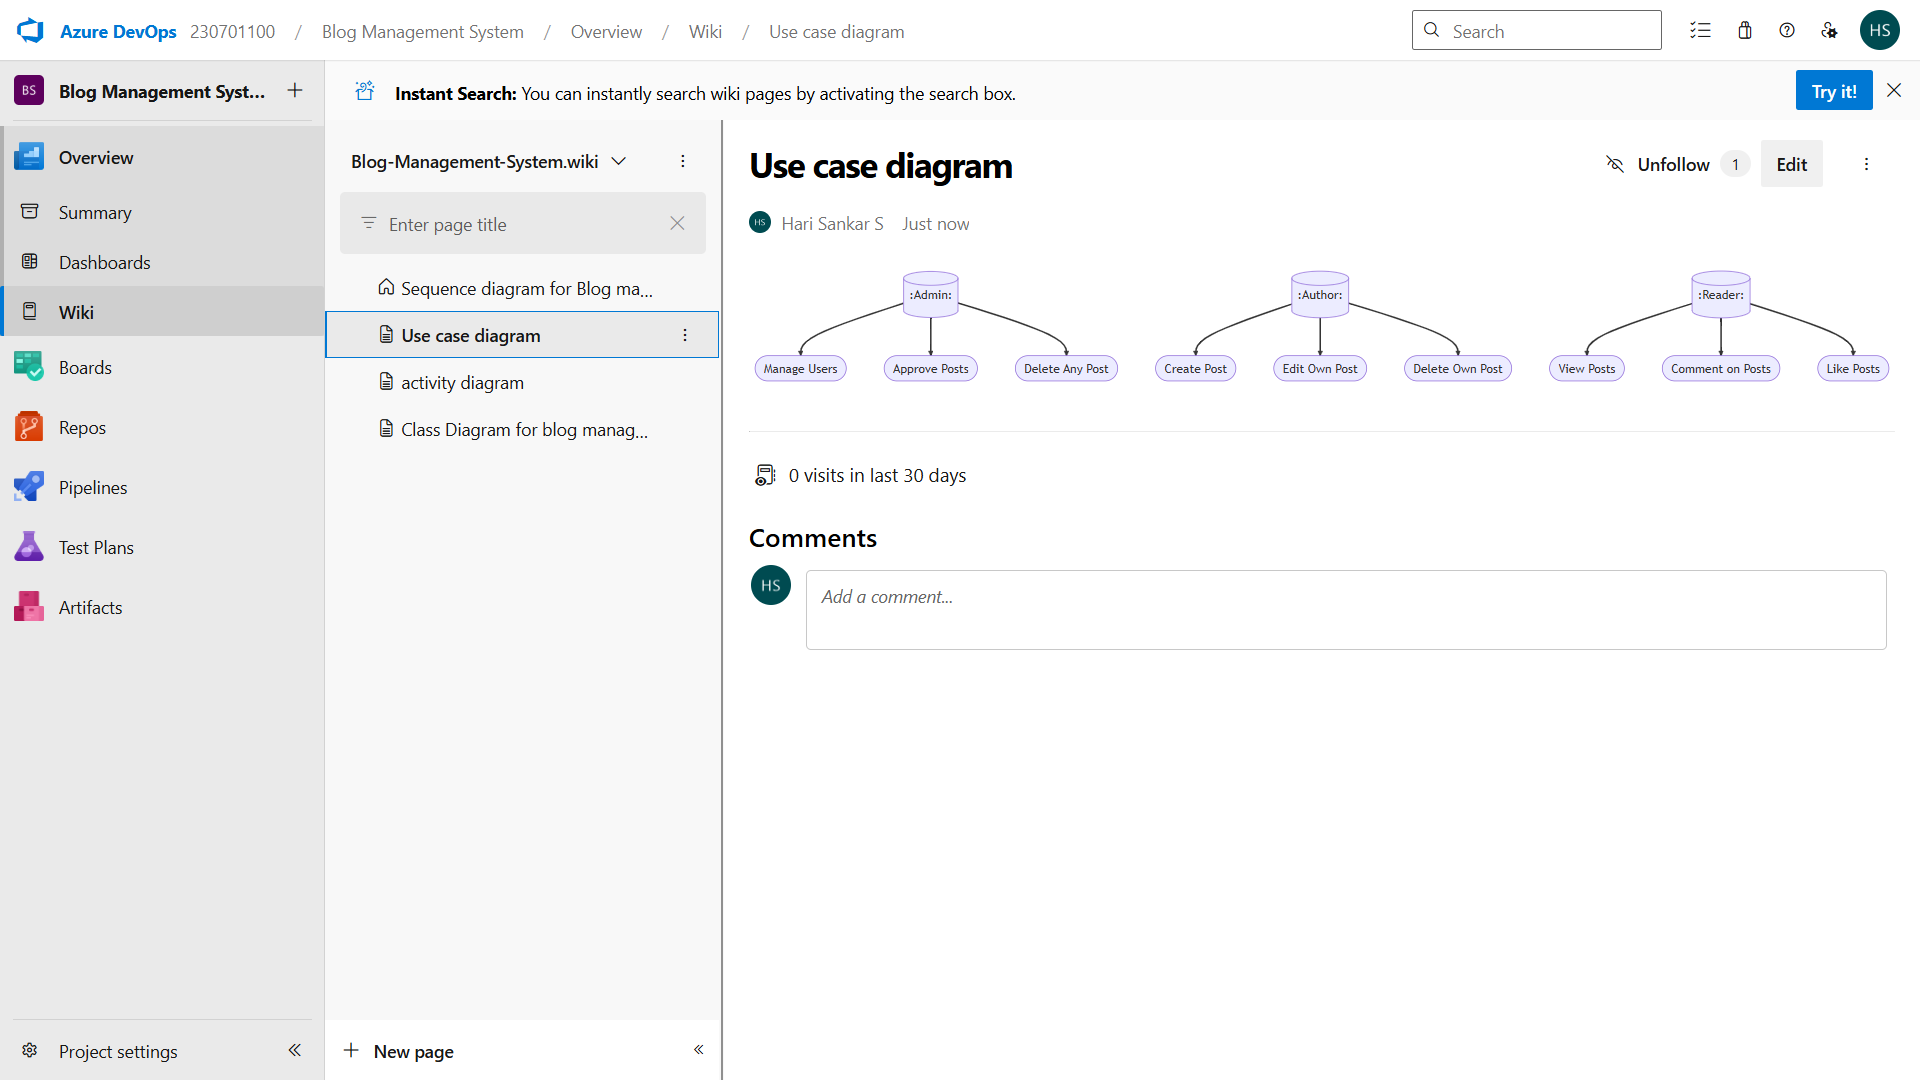 Azure DevOps 230701100 / Blog Management System / Overview / Wiki / Use case diagram
Search
HS
BS Blog Management Syst...
Overview
Summary
Dashboards
Wiki
Boards
Repos
Pipelines
Test Plans
Artifacts
Project settings
Instant Search: You can instantly search wiki pages by activating the search box.
Try it!
Blog-Management-System.wiki
Enter page title
Sequence diagram for Blog ma...
Use case diagram
activity diagram
Class Diagram for blog manag...
New page
Use case diagram
Unfollow 1
Edit
HS Hari Sankar S Just now
:Admin: :Author: :Reader:
Manage Users Approve Posts Delete Any Post Create Post Edit Own Post Delete Own Post View Posts Comment on Posts Like Posts
0 visits in last 30 days
Comments
HS
Add a comment...